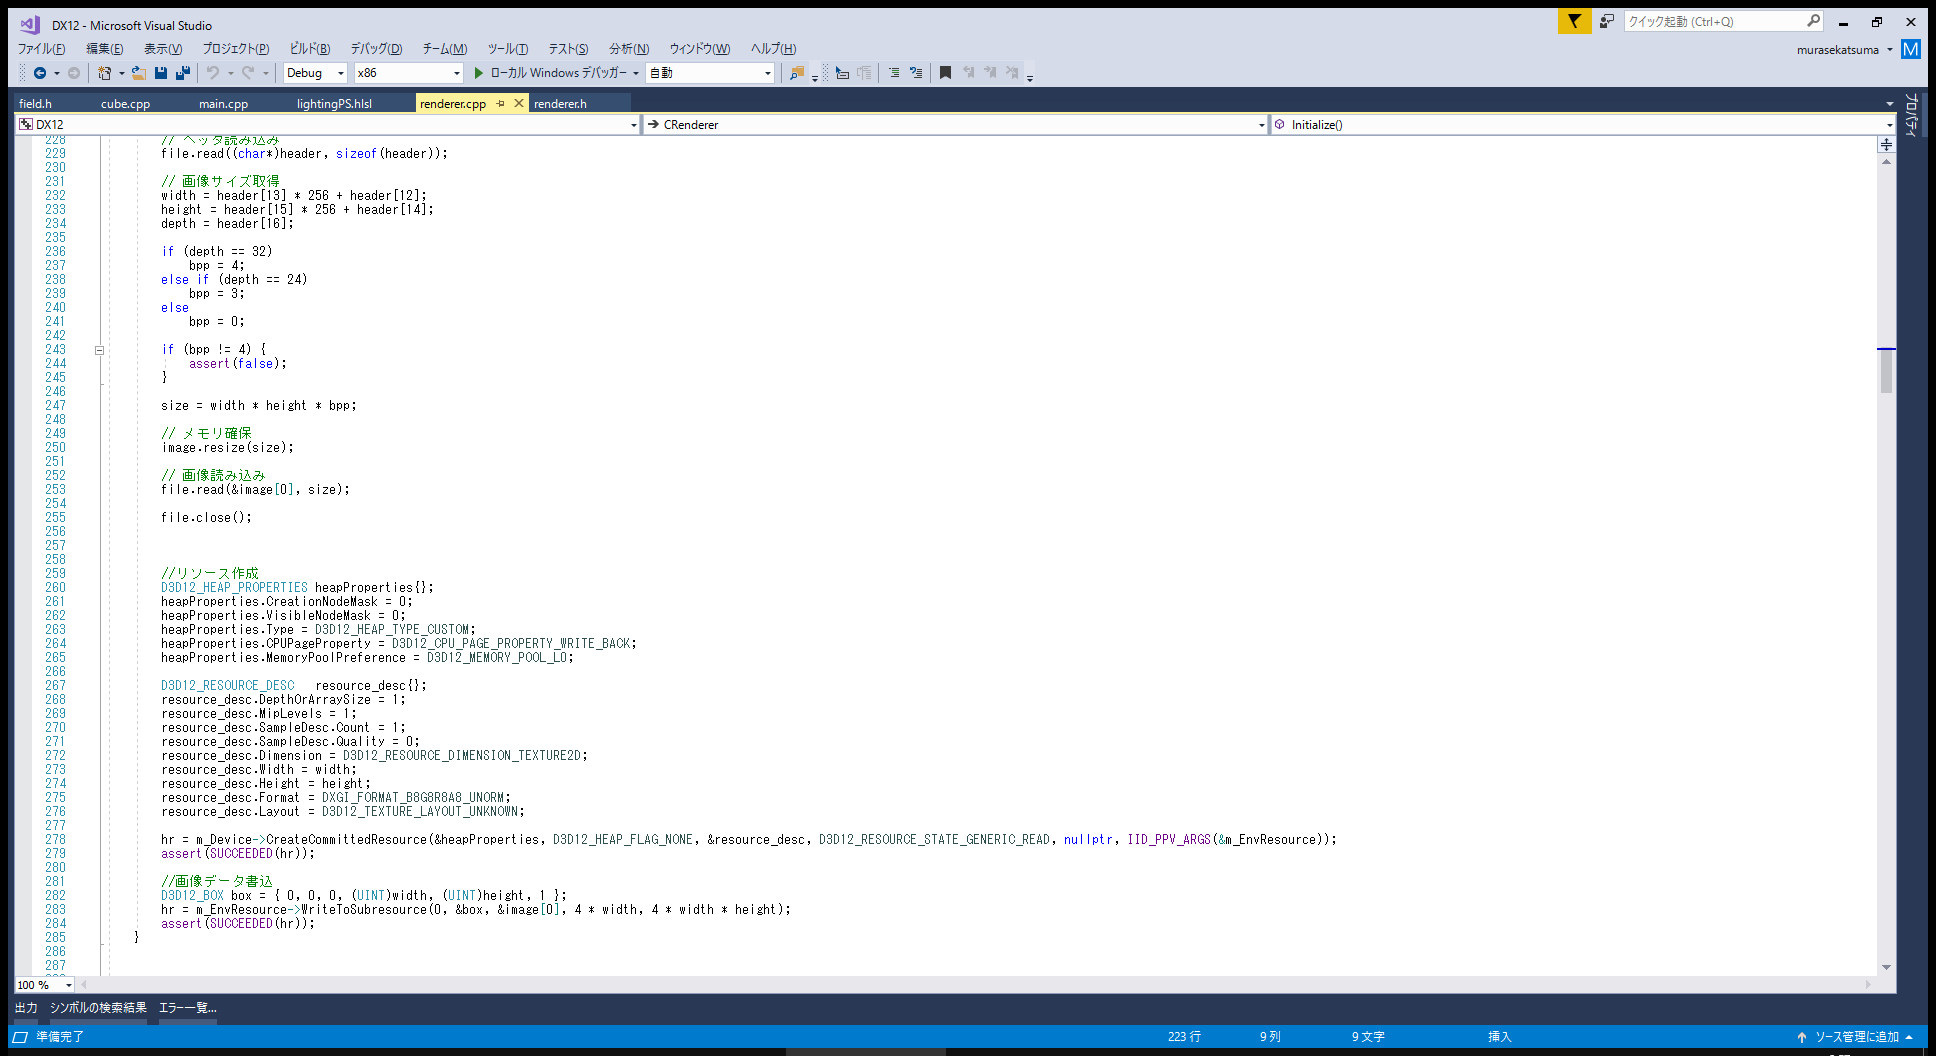 DX12 - Microsoft Visual Studio
クイック起動 (Ctrl+Q)
ファイル(F) 編集(E) 表示(V) プロジェクト(P) ビルド(B) デバッグ(D) チーム(M) ツール(T) テスト(S) 分析(N) ウィンドウ(W) ヘルプ(H)
murasekatsuma M
Debug x86 ローカル Windows デバッガー 自動
field.h cube.cpp main.cpp lightingPS.hlsl renderer.cpp renderer.h
プロパティ
DX12 CRenderer Initialize()
228 // ヘッダ読み込み
229 file.read((char*)header, sizeof(header));
230
231 // 画像サイズ取得
232 width = header[13] * 256 + header[12];
233 height = header[15] * 256 + header[14];
234 depth = header[16];
235
236 if (depth == 32)
237 bpp = 4;
238 else if (depth == 24)
239 bpp = 3;
240 else
241 bpp = 0;
242
243 if (bpp != 4) {
244 assert(false);
245 }
246
247 size = width * height * bpp;
248
249 // メモリ確保
250 image.resize(size);
251
252 // 画像読み込み
253 file.read(&image[0], size);
254
255 file.close();
256
257
258
259 //リソース作成
260 D3D12_HEAP_PROPERTIES heapProperties{};
261 heapProperties.CreationNodeMask = 0;
262 heapProperties.VisibleNodeMask = 0;
263 heapProperties.Type = D3D12_HEAP_TYPE_CUSTOM;
264 heapProperties.CPUPageProperty = D3D12_CPU_PAGE_PROPERTY_WRITE_BACK;
265 heapProperties.MemoryPoolPreference = D3D12_MEMORY_POOL_L0;
266
267 D3D12_RESOURCE_DESC resource_desc{};
268 resource_desc.DepthOrArraySize = 1;
269 resource_desc.MipLevels = 1;
270 resource_desc.SampleDesc.Count = 1;
271 resource_desc.SampleDesc.Quality = 0;
272 resource_desc.Dimension = D3D12_RESOURCE_DIMENSION_TEXTURE2D;
273 resource_desc.Width = width;
274 resource_desc.Height = height;
275 resource_desc.Format = DXGI_FORMAT_B8G8R8A8_UNORM;
276 resource_desc.Layout = D3D12_TEXTURE_LAYOUT_UNKNOWN;
277
278 hr = m_Device->CreateCommittedResource(&heapProperties, D3D12_HEAP_FLAG_NONE, &resource_desc, D3D12_RESOURCE_STATE_GENERIC_READ, nullptr, IID_PPV_ARGS(&m_EnvResource));
279 assert(SUCCEEDED(hr));
280
281 //画像データ書込
282 D3D12_BOX box = { 0, 0, 0, (UINT)width, (UINT)height, 1 };
283 hr = m_EnvResource->WriteToSubresource(0, &box, &image[0], 4 * width, 4 * width * height);
284 assert(SUCCEEDED(hr));
285 }
286
287
100 %
出力 シンボルの検索結果 エラー一覧...
準備完了 223 行 9 列 9 文字 挿入 ソース管理に追加